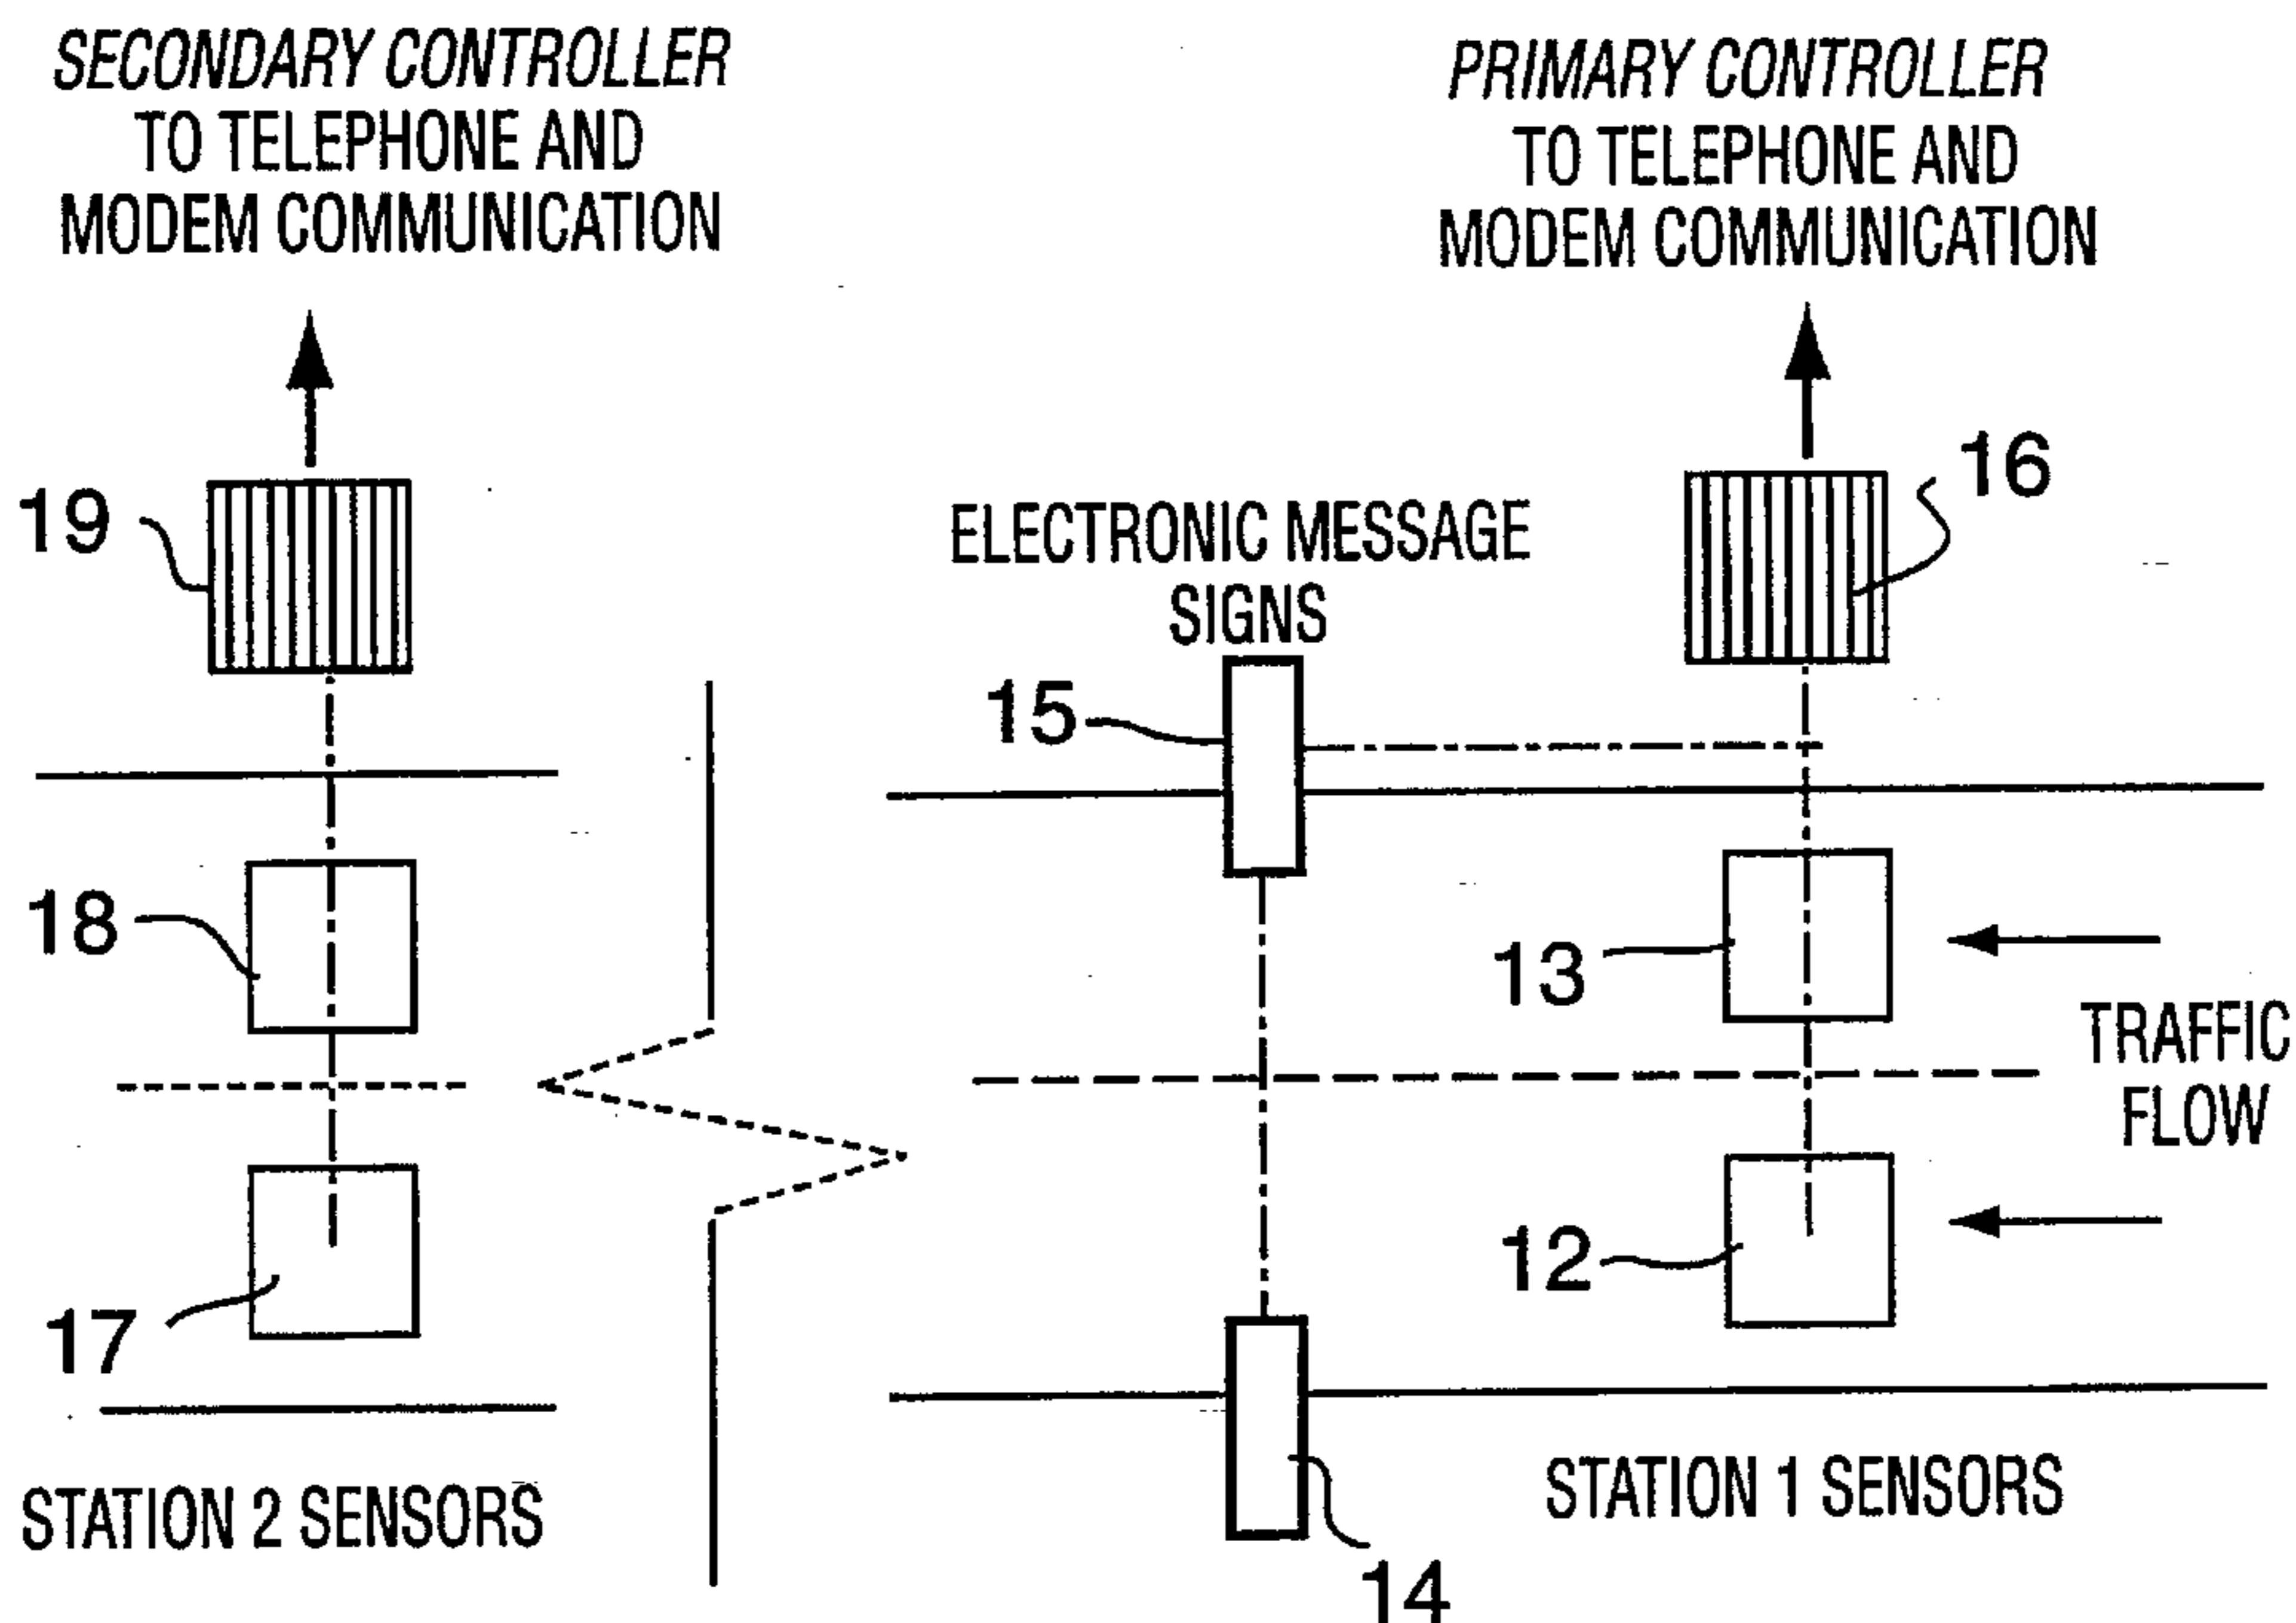 SECONDARY CONTROLLER
TO TELEPHONE AND
MODEM COMMUNICATION
PRIMARY CONTROLLER
TO TELEPHONE AND
MODEM COMMUNICATION
19
16
ELECTRONIC MESSAGE
SIGNS
15
18
13
TRAFFIC
FLOW
12
17
STATION 2 SENSORS
STATION 1 SENSORS
14